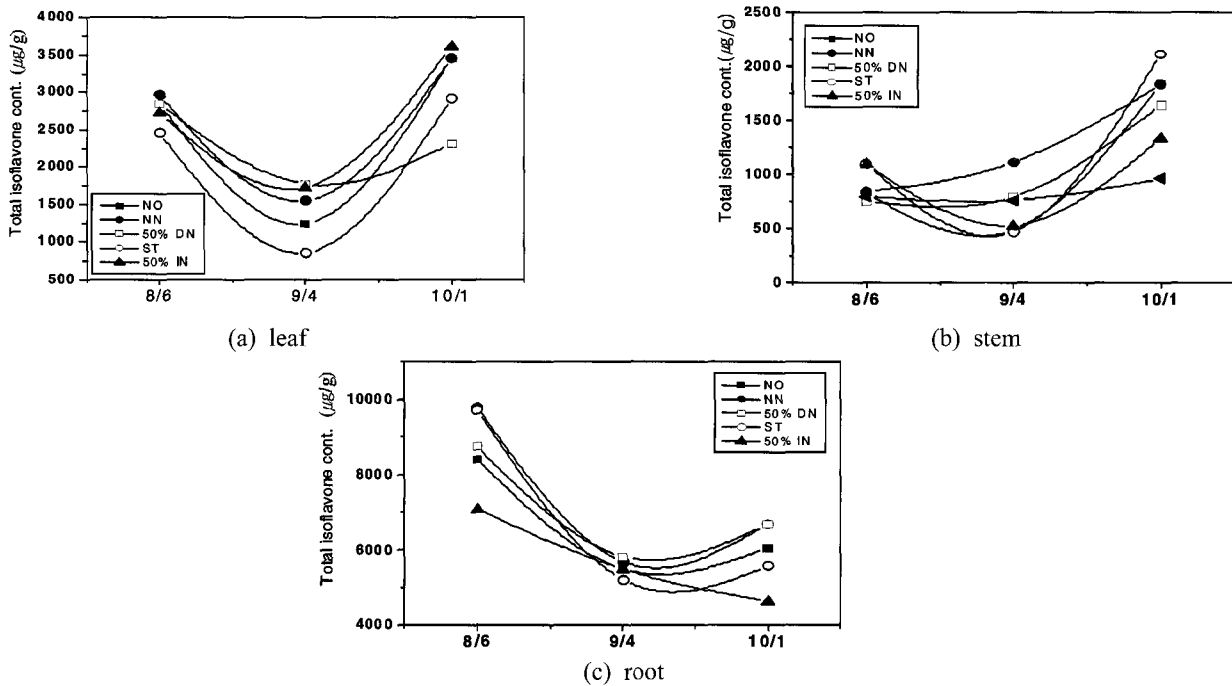 Total isoflavone cont. (μg/g)
4000
3500
3000
2500
2000
1500
1000
500
NO
NN
50% DN
ST
50% IN
8/6 9/4 10/1
(a) leaf
Total isoflavone cont.(μg/g)
2500
2000
1500
1000
500
0
NO
NN
50% DN
ST
50% IN
8/6 9/4 10/1
(b) stem
Total isoflavone cont. (μg/g)
10000
8000
6000
4000
NO
NN
50% DN
ST
50% IN
8/6 9/4 10/1
(c) root